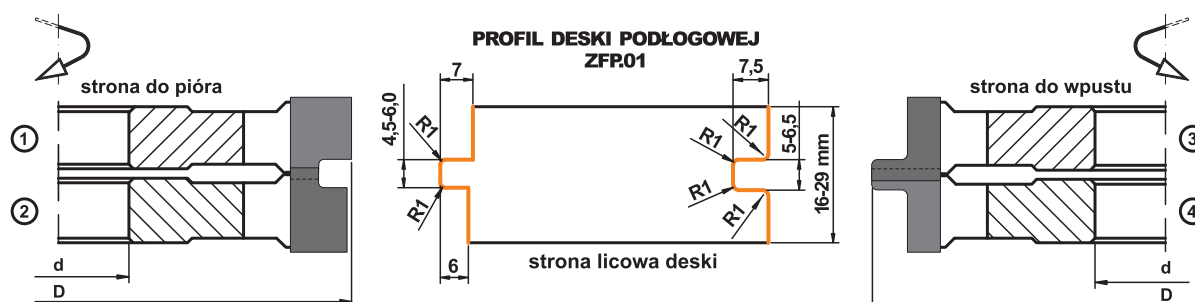 PROFIL DESKI PODŁOGOWEJ
ZFP.01
strona do pióra
7
7,5
strona do wpustu
4,5-6,0
R1
R1
R1
R1
R1
R1
5-6,5
16-29 mm
1
2
3
4
6
strona licowa deski
d
D
d
D